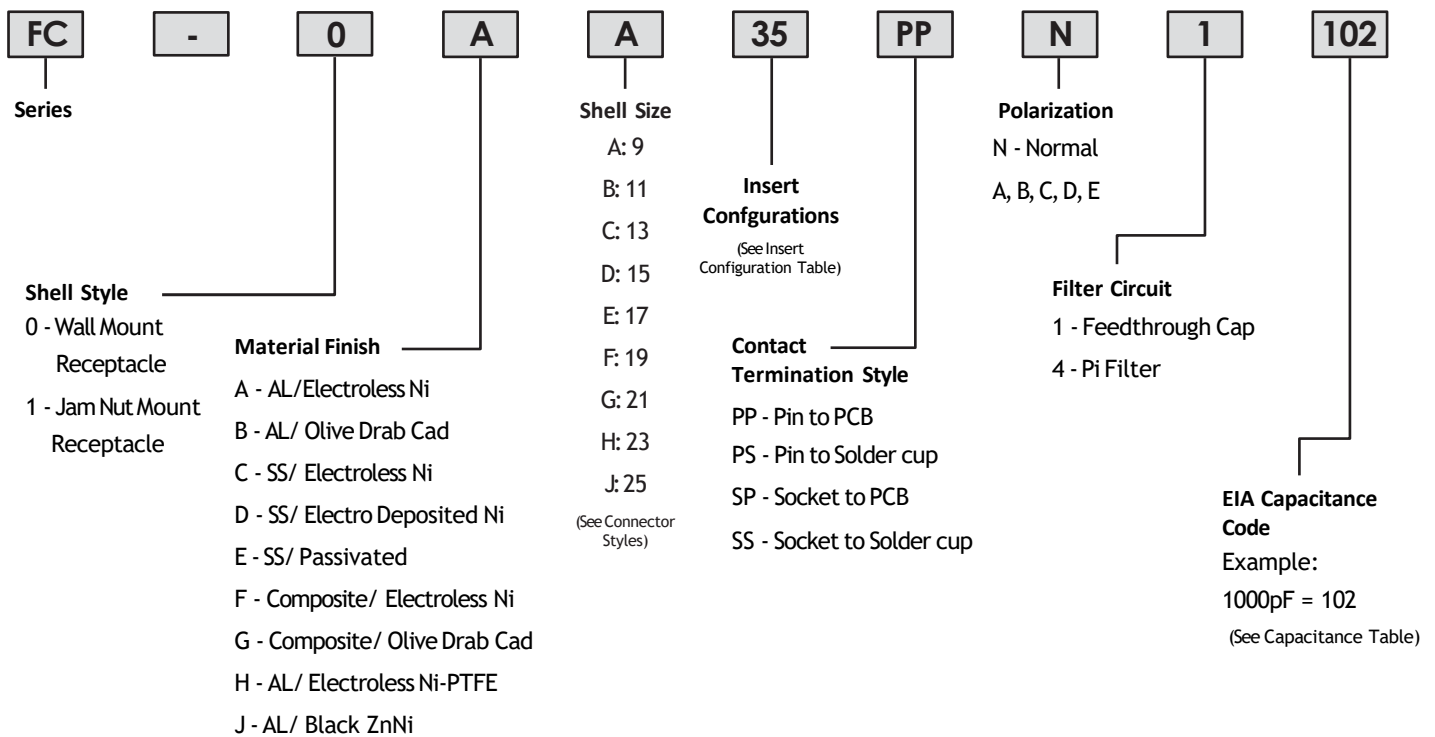 FC - 0 A A 35 PP N 1 102
Series
Shell Style
0 - Wall Mount
Receptacle
1 - Jam Nut Mount
Receptacle
Material Finish
A - AL/Electroless Ni
B - AL/ Olive Drab Cad
C - SS/ Electroless Ni
D - SS/ Electro Deposited Ni
E - SS/ Passivated
F - Composite/ Electroless Ni
G - Composite/ Olive Drab Cad
H - AL/ Electroless Ni-PTFE
J - AL/ Black ZnNi
Shell Size
A: 9
B: 11
C: 13
D: 15
E: 17
F: 19
G: 21
H: 23
J: 25
(See Connector
Styles)
Insert
Confgurations
(See Insert
Configuration Table)
Contact
Termination Style
PP - Pin to PCB
PS - Pin to Solder cup
SP - Socket to PCB
SS - Socket to Solder cup
Polarization
N - Normal
A, B, C, D, E
Filter Circuit
1 - Feedthrough Cap
4 - Pi Filter
EIA Capacitance
Code
Example:
1000pF = 102
(See Capacitance Table)